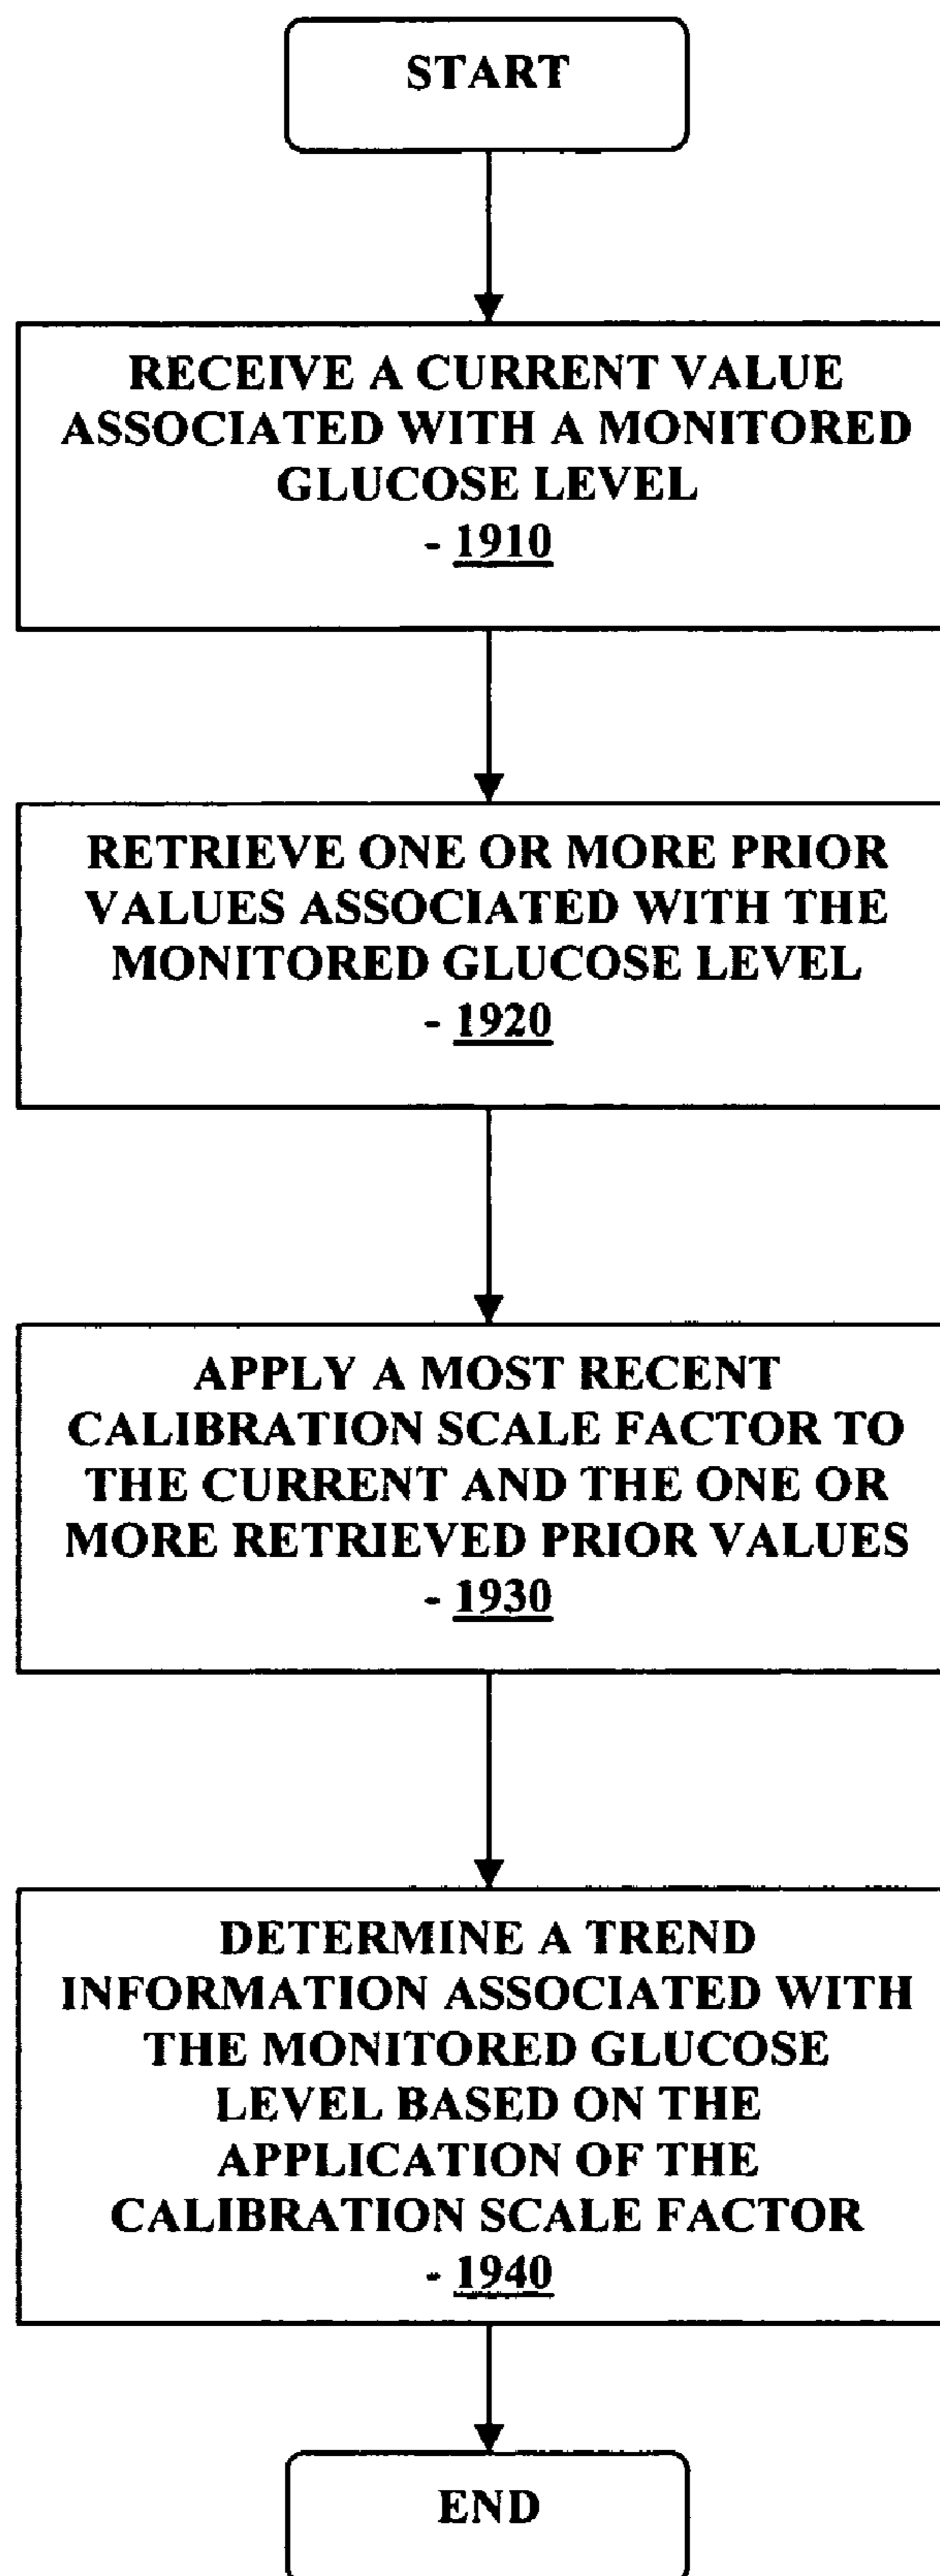 START
RECEIVE A CURRENT VALUE
ASSOCIATED WITH A MONITORED
GLUCOSE LEVEL
- 1910
RETRIEVE ONE OR MORE PRIOR
VALUES ASSOCIATED WITH THE
MONITORED GLUCOSE LEVEL
- 1920
APPLY A MOST RECENT
CALIBRATION SCALE FACTOR TO
THE CURRENT AND THE ONE OR
MORE RETRIEVED PRIOR VALUES
- 1930
DETERMINE A TREND
INFORMATION ASSOCIATED WITH
THE MONITORED GLUCOSE
LEVEL BASED ON THE
APPLICATION OF THE
CALIBRATION SCALE FACTOR
- 1940
END